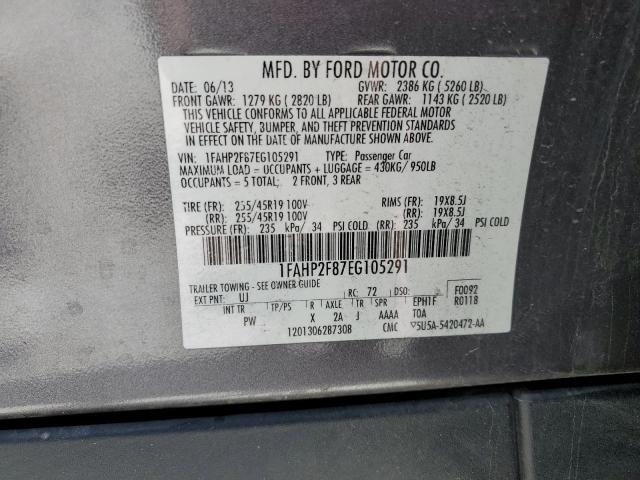 MFD. BY FORD MOTOR CO.
DATE: 06/13 GVWR: 2386 KG ( 5260 LB)
FRONT GAWR: 1279 KG ( 2820 LB) REAR GAWR: 1143 KG ( 2520 LB)
THIS VEHICLE CONFORMS TO ALL APPLICABLE FEDERAL MOTOR
VEHICLE SAFETY, BUMPER, AND THEFT PREVENTION STANDARDS
IN EFFECT ON THE DATE OF MANUFACTURE SHOWN ABOVE.
VIN: 1FAHP2F87EG105291 TYPE: Passenger Car
MAXIMUM LOAD = OCCUPANTS + LUGGAGE = 430KG/ 950LB
OCCUPANTS = 5 TOTAL; 2 FRONT, 3 REAR
TIRE (FR): 255/45R19 100V RIMS (FR): 19X8.5J
(RR): 255/45R19 100V (RR): 19X8.5J
PRESSURE (FR): 235 kPa/ 34 PSI COLD (RR): 235 kPa/ 34 PSI COLD
1FAHP2F87EG105291
TRAILER TOWING - SEE OWNER GUIDE F0092
EXT PNT: UJ RC: 72 DSO: R0118
INT TR TP/PS R AXLE TR SPR EPH1F
PW X 2A J AAAA TOA
1201306287308 CMC 5U5A-5420472-AA